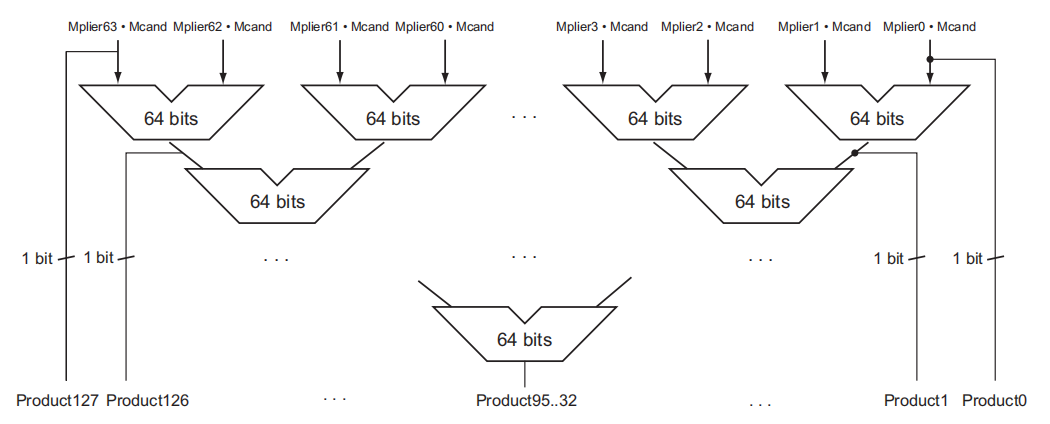 Mplier63 • Mcand Mplier62 • Mcand Mplier61 • Mcand Mplier60 • Mcand Mplier3 • Mcand Mplier2 • Mcand Mplier1 • Mcand Mplier0 • Mcand
64 bits 64 bits . . . 64 bits 64 bits
64 bits 64 bits
1 bit 1 bit . . . . . . . . . 1 bit 1 bit
64 bits
Product127 Product126 . . . Product95..32 . . . Product1 Product0